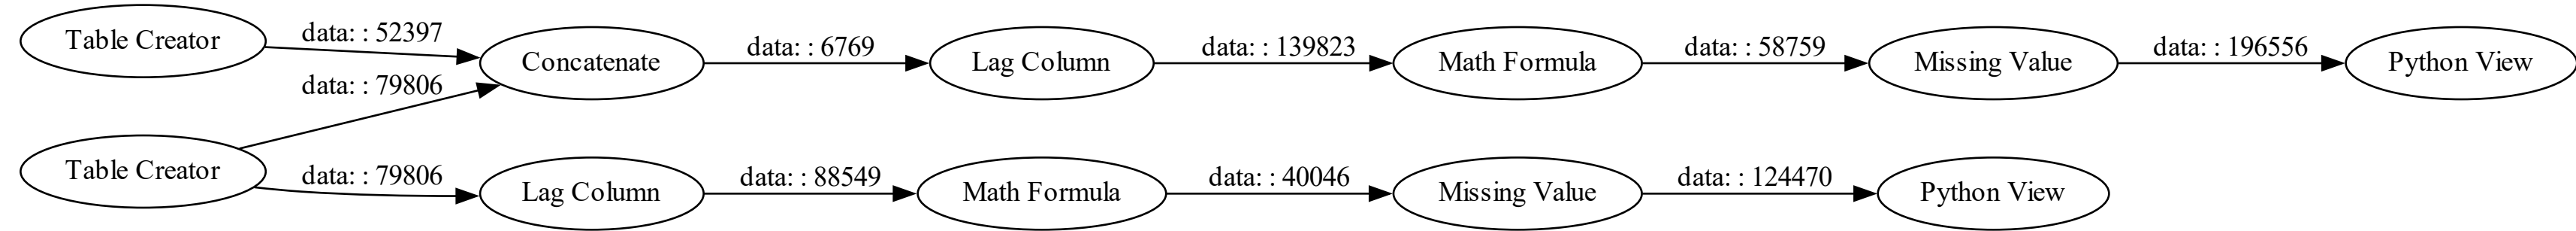 Table Creator
data: : 52397
Concatenate
data: : 6769
Lag Column
data: : 139823
Math Formula
data: : 58759
Missing Value
data: : 196556
Python View
data: : 79806
Table Creator
data: : 79806
Lag Column
data: : 88549
Math Formula
data: : 40046
Missing Value
data: : 124470
Python View